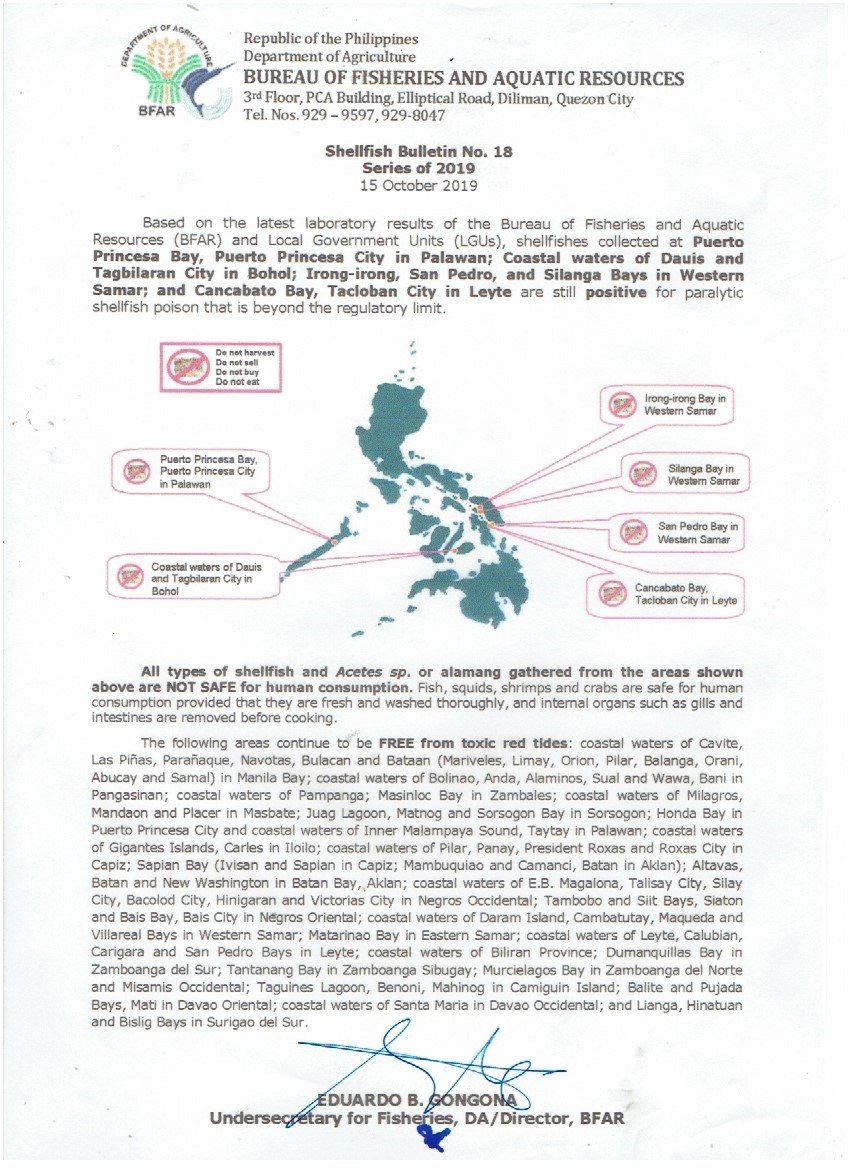 DEPARTMENT OF AGRICULTURE
BFAR
Republic of the Philippines
Department of Agriculture
BUREAU OF FISHERIES AND AQUATIC RESOURCES
3rd Floor, PCA Building, Elliptical Road, Diliman, Quezon City
Tel. Nos. 929 – 9597, 929-8047
Shellfish Bulletin No. 18
Series of 2019
15 October 2019
Based on the latest laboratory results of the Bureau of Fisheries and Aquatic
Resources (BFAR) and Local Government Units (LGUs), shellfishes collected at Puerto
Princesa Bay, Puerto Princesa City in Palawan; Coastal waters of Dauis and
Tagbilaran City in Bohol; Irong-irong, San Pedro, and Silanga Bays in Western
Samar; and Cancabato Bay, Tacloban City in Leyte are still positive for paralytic
shellfish poison that is beyond the regulatory limit.
Do not harvest
Do not sell
Do not buy
Do not eat
Irong-irong Bay in
Western Samar
Puerto Princesa Bay,
Puerto Princesa City
in Palawan
Silanga Bay in
Western Samar
San Pedro Bay in
Western Samar
Coastal waters of Dauis
and Tagbilaran City in
Bohol
Cancabato Bay,
Tacloban City in Leyte
All types of shellfish and Acetes sp. or alamang gathered from the areas shown
above are NOT SAFE for human consumption. Fish, squids, shrimps and crabs are safe for human
consumption provided that they are fresh and washed thoroughly, and internal organs such as gills and
intestines are removed before cooking.
The following areas continue to be FREE from toxic red tides: coastal waters of Cavite,
Las Piñas, Parañaque, Navotas, Bulacan and Bataan (Mariveles, Limay, Orion, Pilar, Balanga, Orani,
Abucay and Samal) in Manila Bay; coastal waters of Bolinao, Anda, Alaminos, Sual and Wawa, Bani in
Pangasinan; coastal waters of Pampanga; Masinloc Bay in Zambales; coastal waters of Milagros,
Mandaon and Placer in Masbate; Juag Lagoon, Matnog and Sorsogon Bay in Sorsogon; Honda Bay in
Puerto Princesa City and coastal waters of Inner Malampaya Sound, Taytay in Palawan; coastal waters
of Gigantes Islands, Carles in Iloilo; coastal waters of Pilar, Panay, President Roxas and Roxas City in
Capiz; Sapian Bay (Ivisan and Sapian in Capiz; Mambuquiao and Camanci, Batan in Aklan); Altavas,
Batan and New Washington in Batan Bay, Aklan; coastal waters of E.B. Magalona, Talisay City, Silay
City, Bacolod City, Hinigaran and Victorias City in Negros Occidental; Tambobo and Siit Bays, Siaton
and Bais Bay, Bais City in Negros Oriental; coastal waters of Daram Island, Cambatutay, Maqueda and
Villareal Bays in Western Samar; Matarinao Bay in Eastern Samar; coastal waters of Leyte, Calubian,
Carigara and San Pedro Bays in Leyte; coastal waters of Biliran Province; Dumanquillas Bay in
Zamboanga del Sur; Tantanang Bay in Zamboanga Sibugay; Murcielagos Bay in Zamboanga del Norte
and Misamis Occidental; Taguines Lagoon, Benoni, Mahinog in Camiguin Island; Balite and Pujada
Bays, Mati in Davao Oriental; coastal waters of Santa Maria in Davao Occidental; and Lianga, Hinatuan
and Bislig Bays in Surigao del Sur.
EDUARDO B. GONGONA
Undersecretary for Fisheries, DA/Director, BFAR